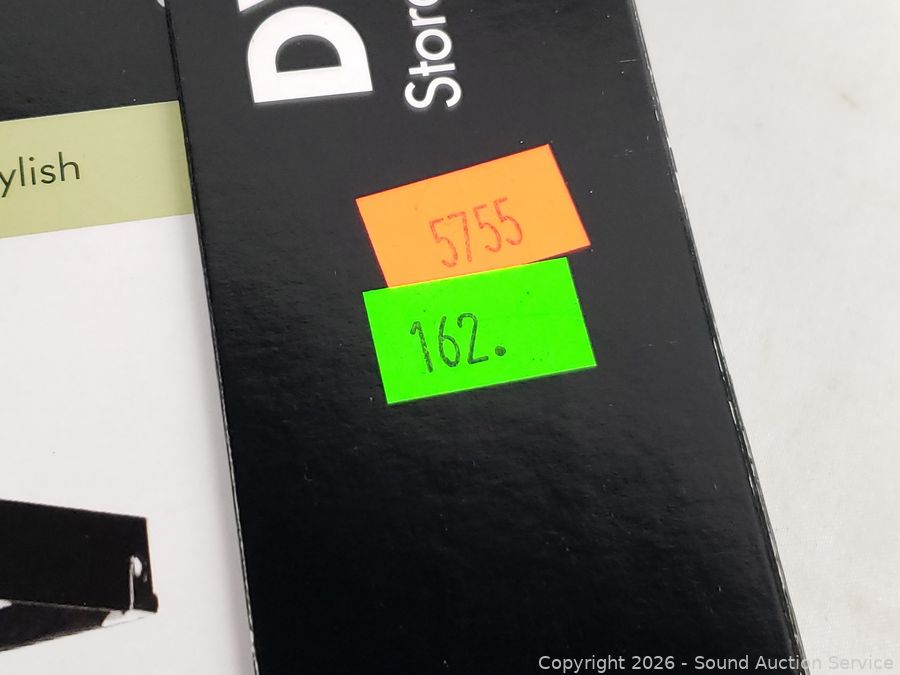 ylish
5755
162.
Copyright 2026 - Sound Auction Service